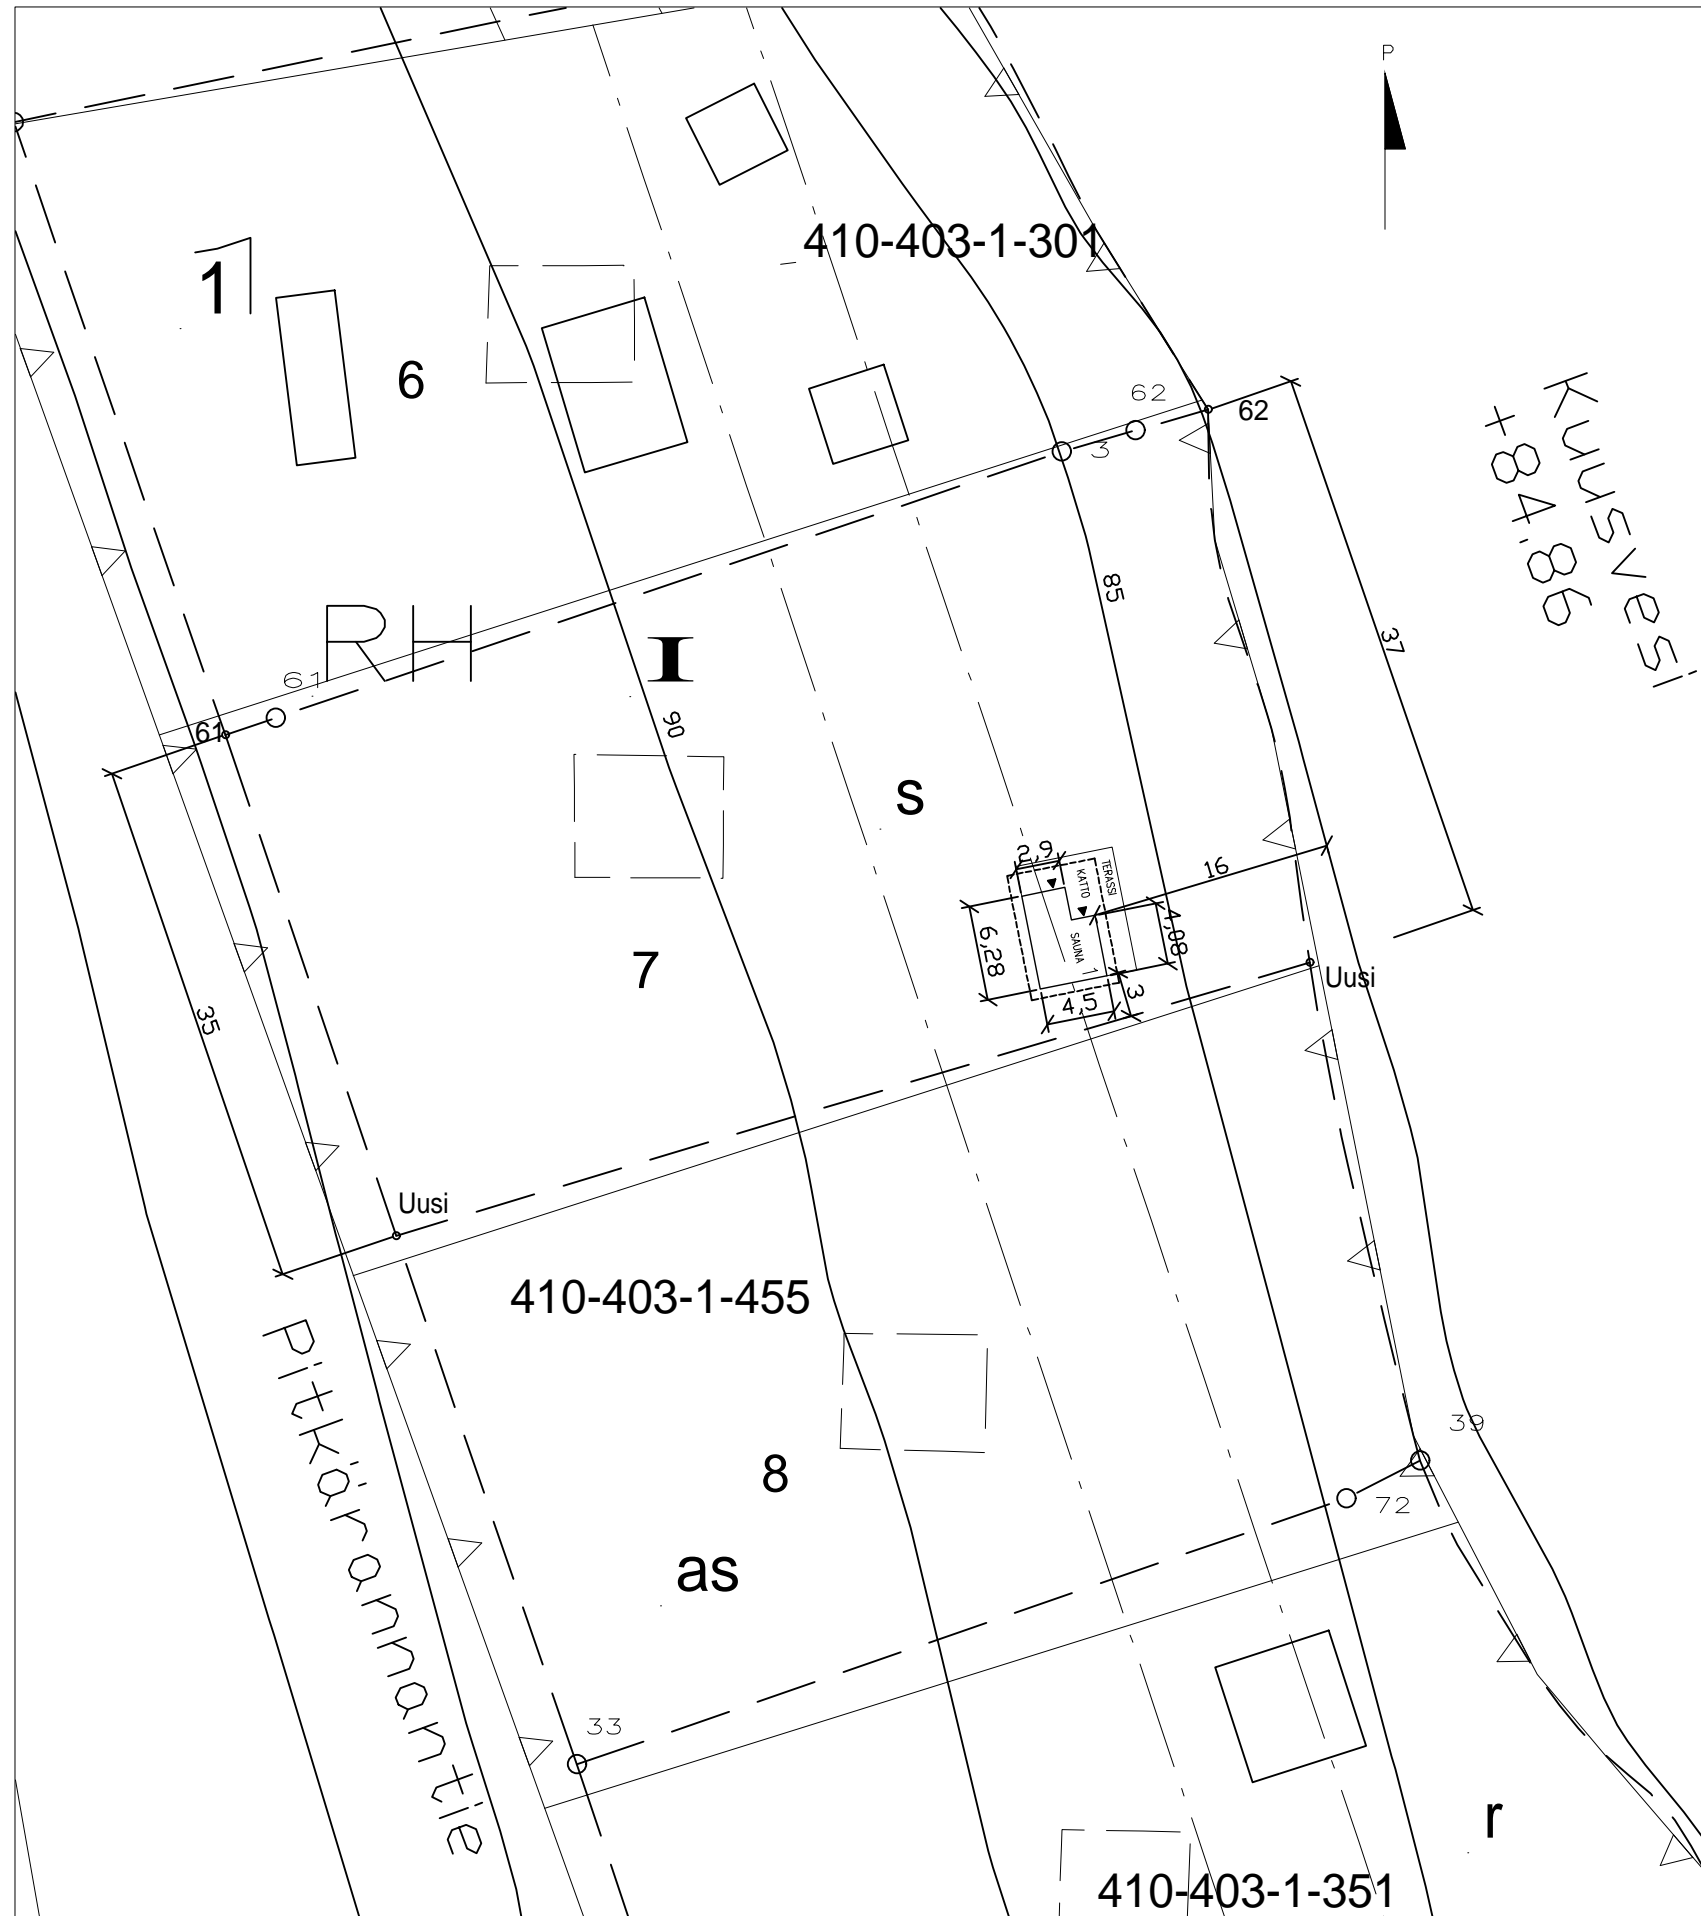 P
410-403-1-301
1
6
62
62
3
Kuusvesi
+84.86
85
37
RH
I
61
61
90
s
2,9
TERASSI
KATTO
16
7
6,28
SAUNA
1
4,08
4,5
3
Uusi
35
Uusi
410-403-1-455
Pitkärannantie
39
8
72
as
33
r
410-403-1-351